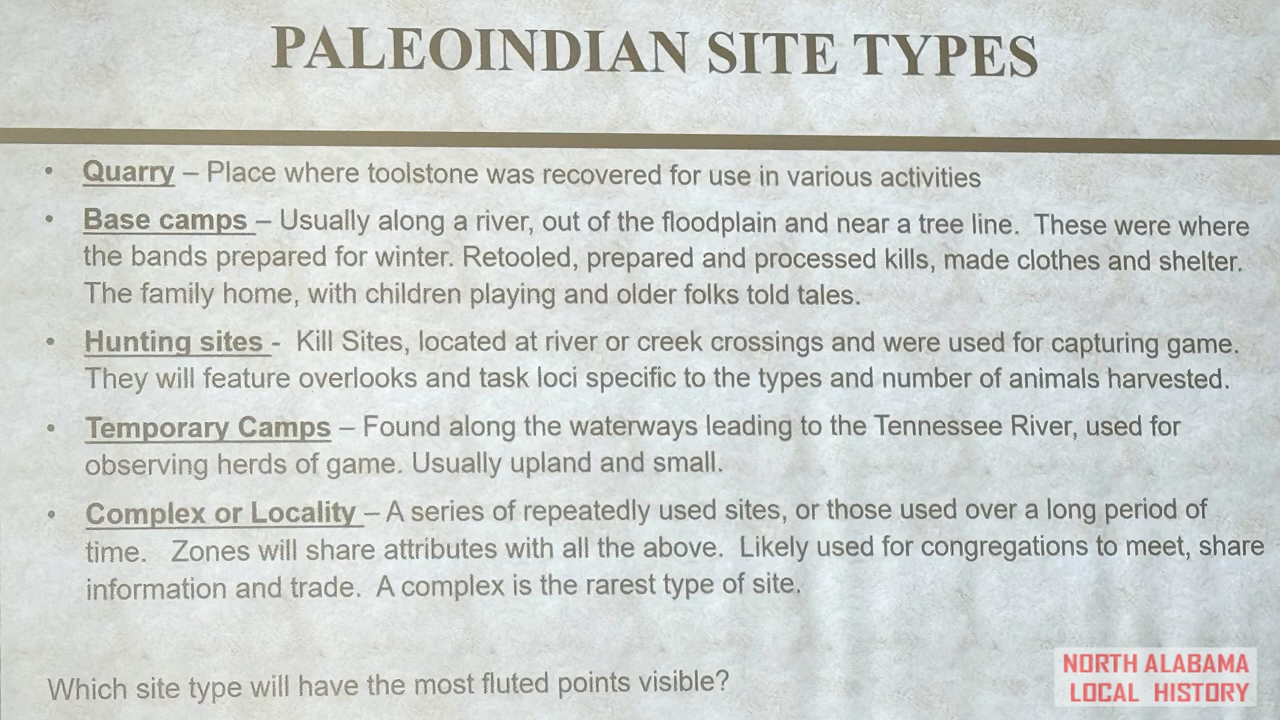 PALEOINDIAN SITE TYPES
• Quarry – Place where toolstone was recovered for use in various activities
• Base camps – Usually along a river, out of the floodplain and near a tree line. These were where
the bands prepared for winter. Retooled, prepared and processed kills, made clothes and shelter.
The family home, with children playing and older folks told tales.
• Hunting sites - Kill Sites, located at river or creek crossings and were used for capturing game.
They will feature overlooks and task loci specific to the types and number of animals harvested.
• Temporary Camps – Found along the waterways leading to the Tennessee River, used for
observing herds of game. Usually upland and small.
• Complex or Locality – A series of repeatedly used sites, or those used over a long period of
time. Zones will share attributes with all the above. Likely used for congregations to meet, share
information and trade. A complex is the rarest type of site.
Which site type will have the most fluted points visible?
NORTH ALABAMA
LOCAL HISTORY